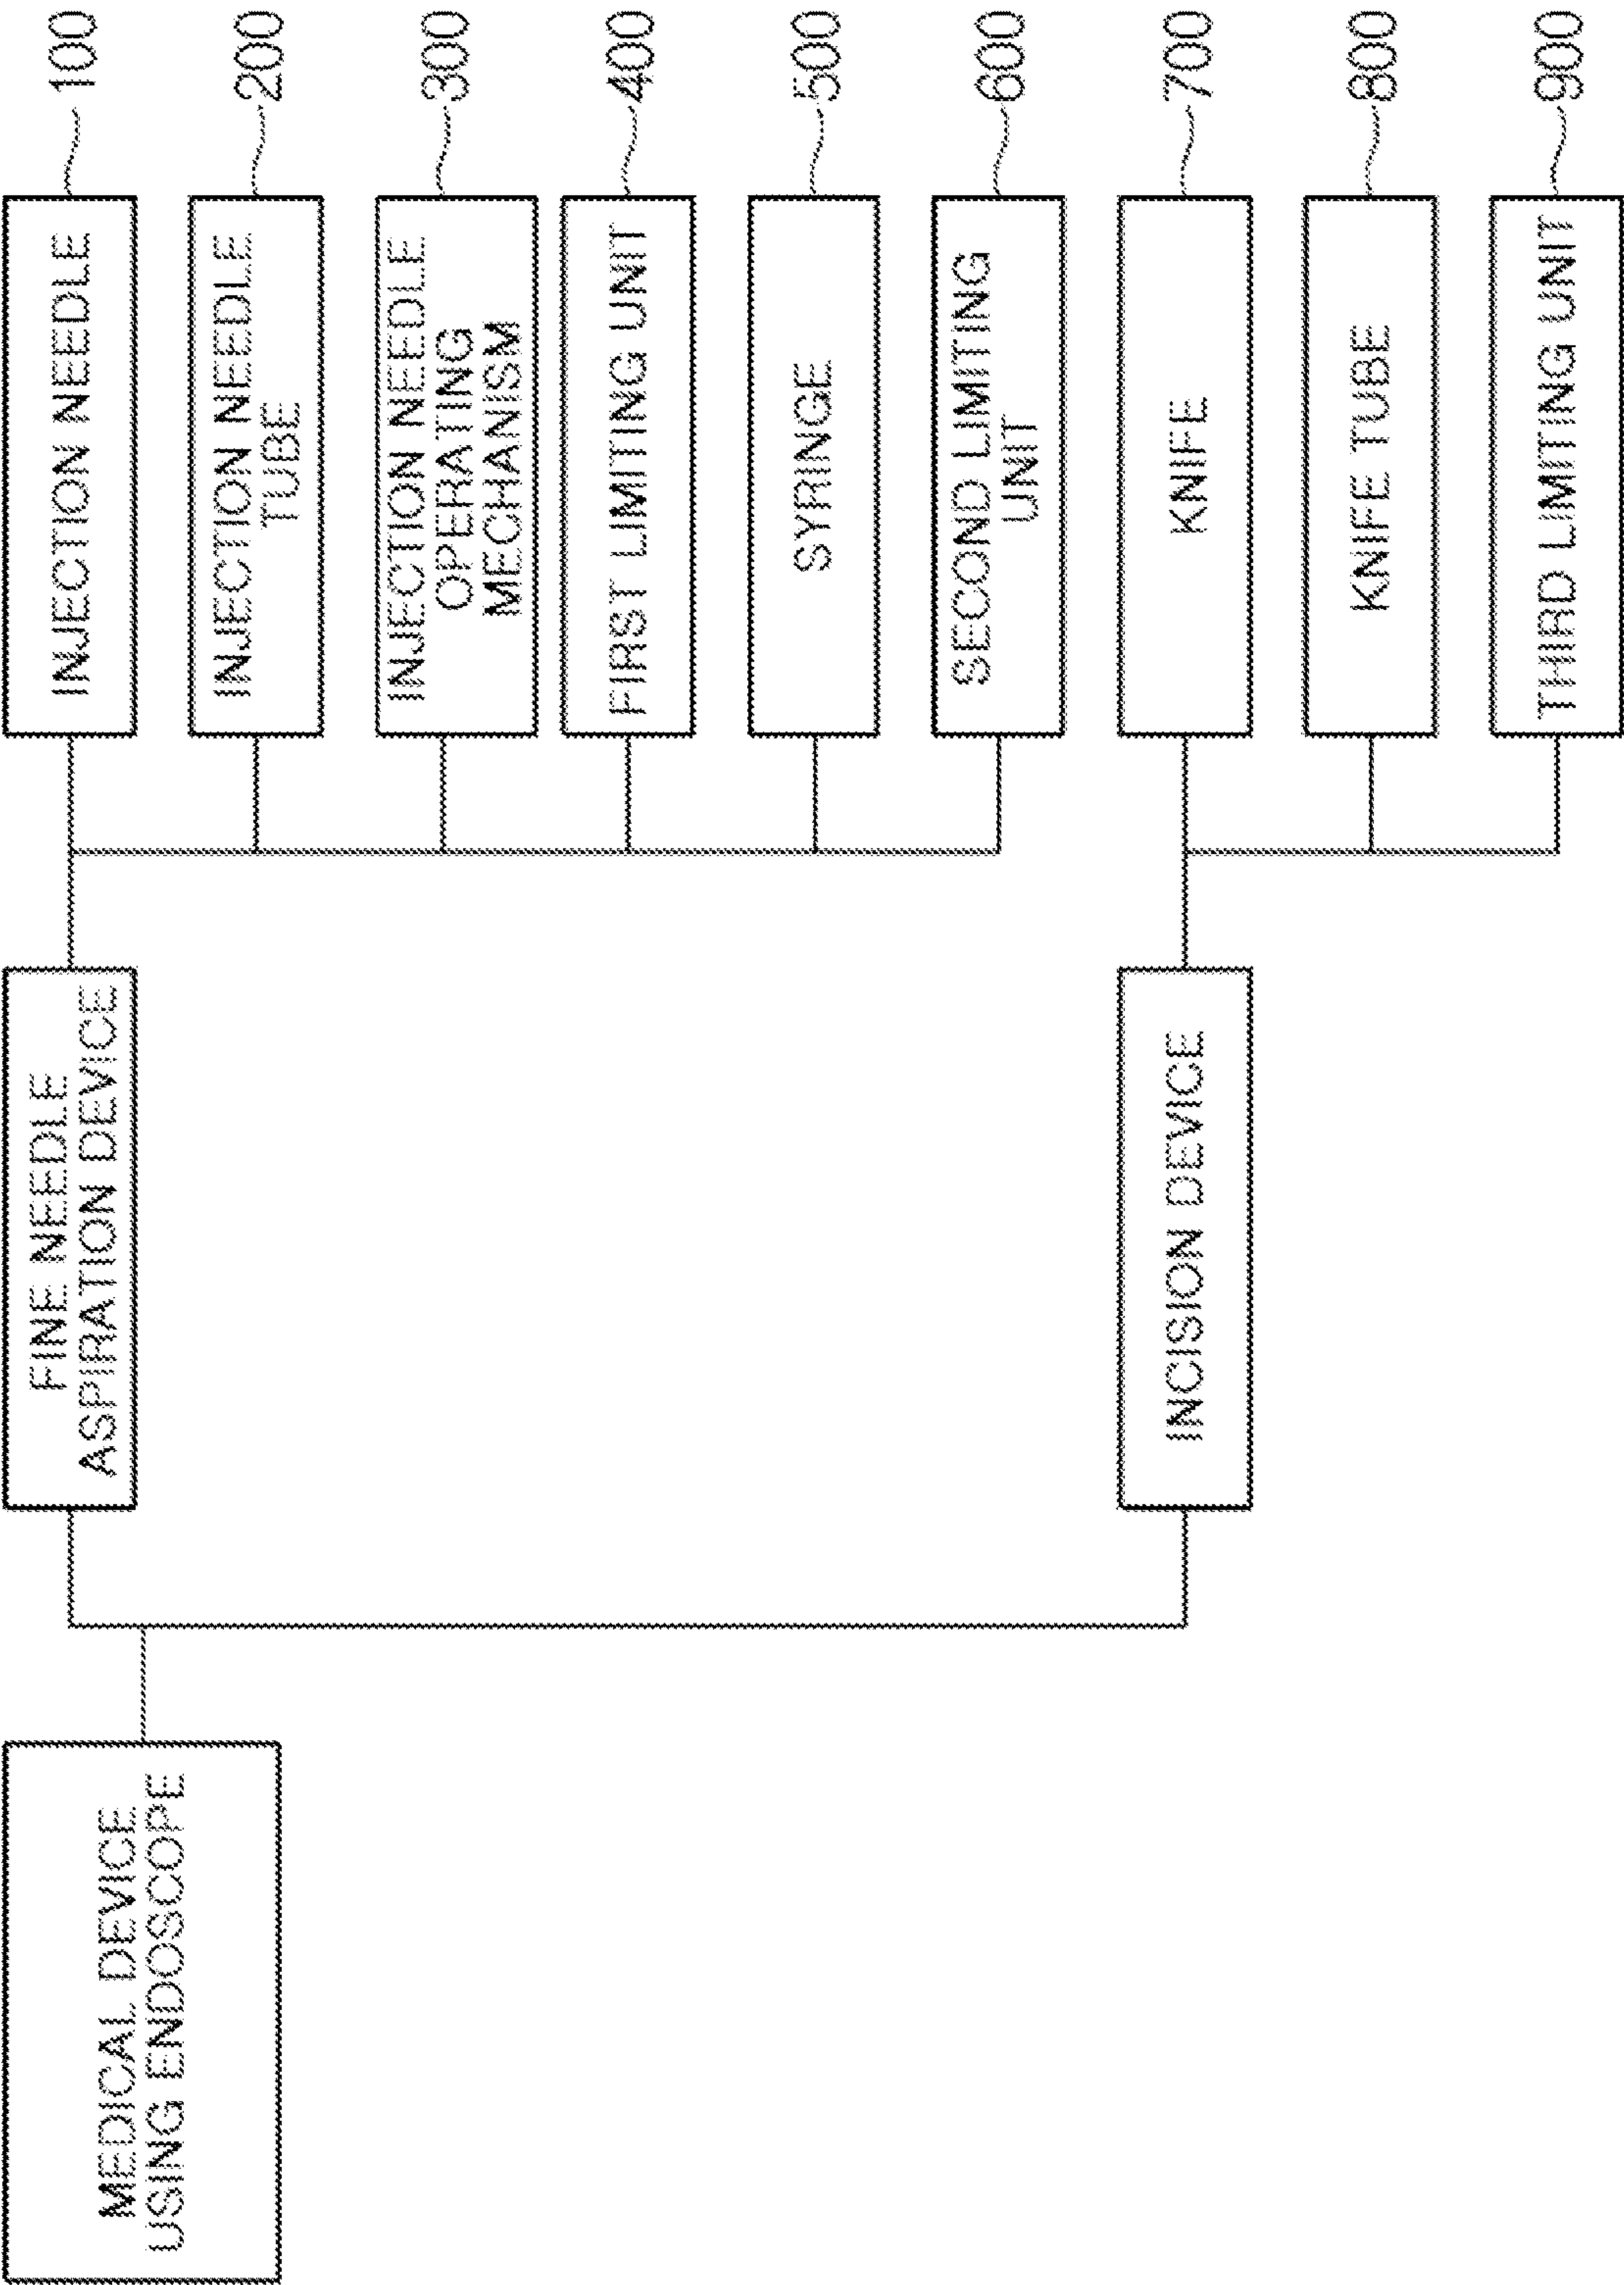 MEDICAL DEVICE
USING ENDOSCOPE
FINE NEEDLE
ASPIRATION DEVICE
INJECTION NEEDLE
100
INJECTION NEEDLE
TUBE
200
INJECTION NEEDLE
OPERATING
MECHANISM
300
FIRST LIMITING UNIT
400
SYRINGE
500
SECOND LIMITING
UNIT
600
INCISION DEVICE
KNIFE
700
KNIFE TUBE
800
THIRD LIMITING UNIT
900